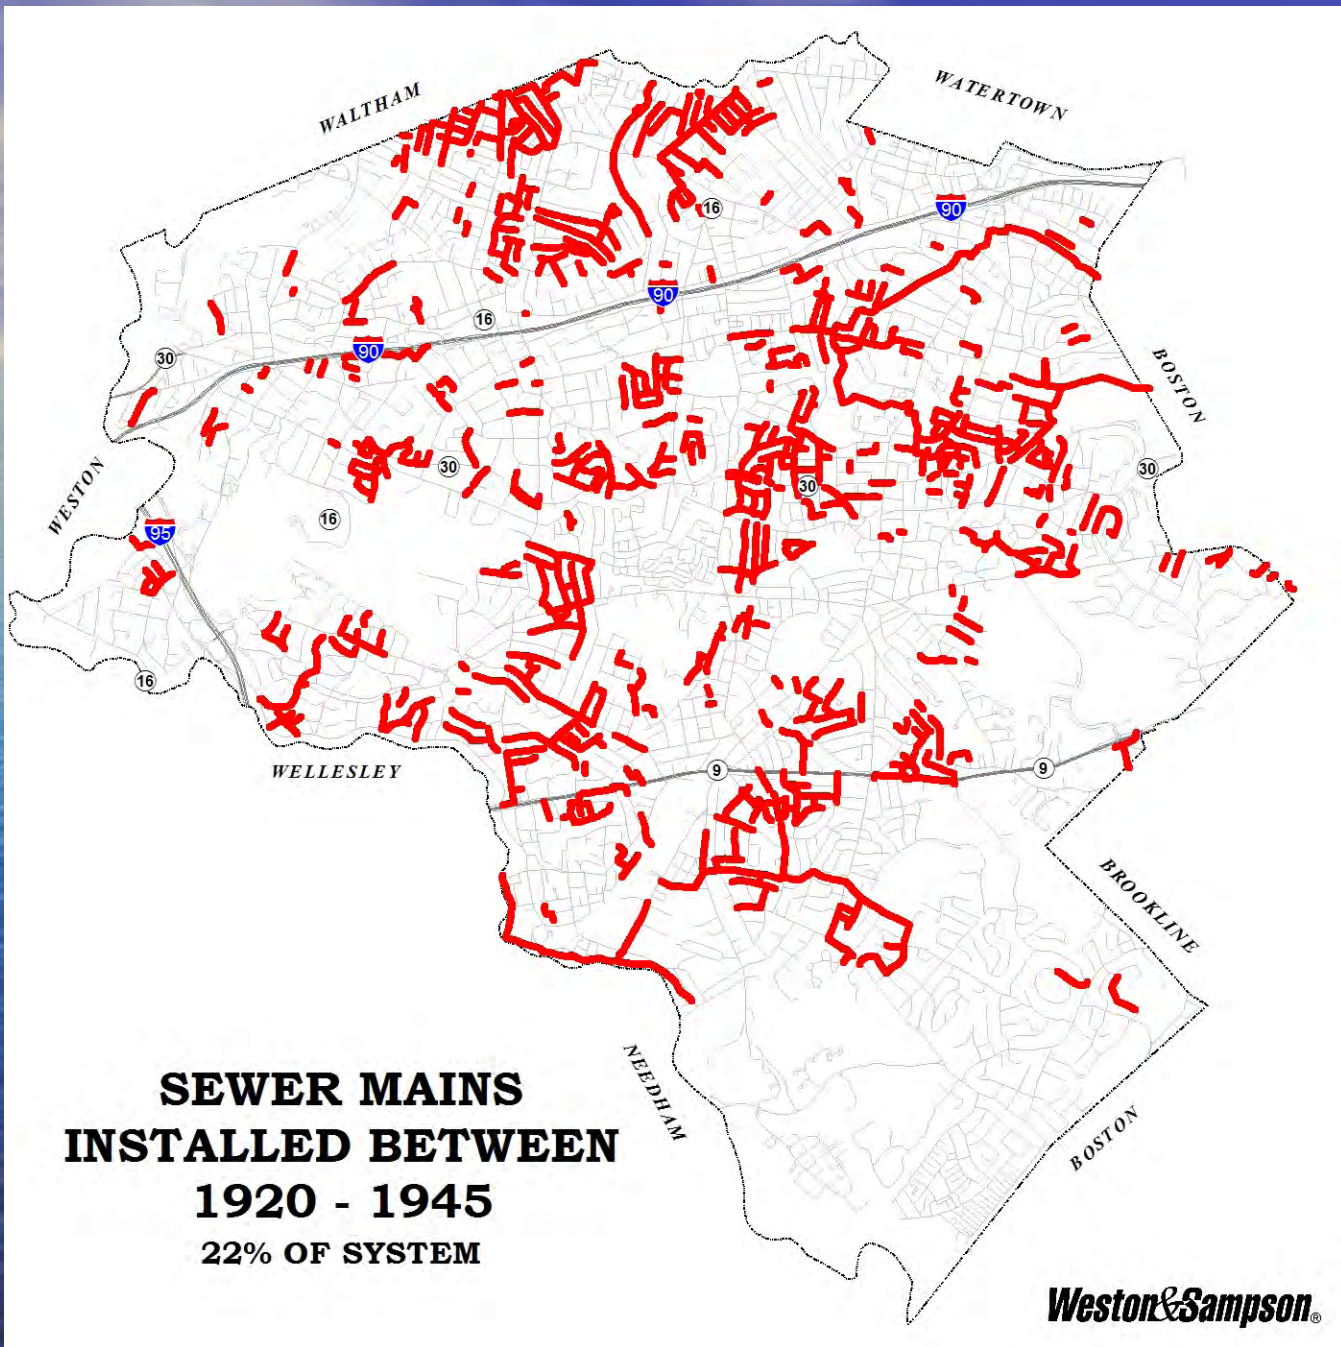 WALTHAM
WATERTOWN
16
90
90
16
90
30
BOSTON
WESTON
30
30
30
16
95
16
WELLESLEY
9
9
BROOKLINE
NEEDHAM
BOSTON
SEWER MAINS
INSTALLED BETWEEN
1920 - 1945
22% OF SYSTEM
Weston&Sampson®